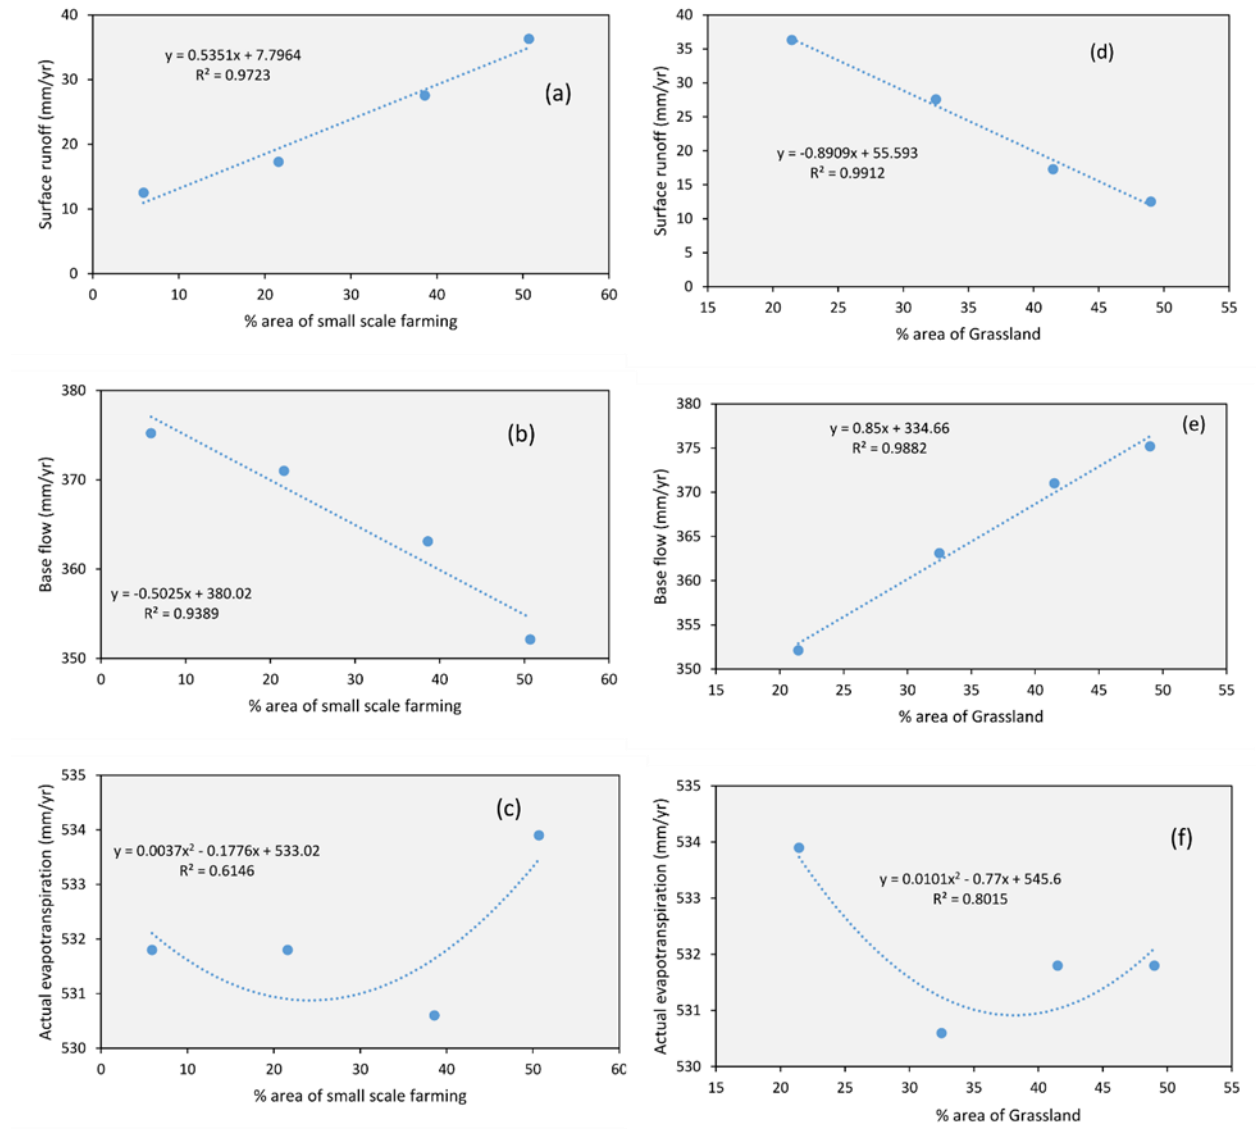 40
30
20
10
0
Surface runoff (mm/yr)
y = 0.5351x + 7.7964
R² = 0.9723
(a)
0 10 20 30 40 50 60
% area of small scale farming
40
35
30
25
20
15
10
5
0
Surface runoff (mm/yr)
(d)
y = -0.8909x + 55.593
R² = 0.9912
15 20 25 30 35 40 45 50 55
% area of Grassland
380
370
360
350
Base flow (mm/yr)
(b)
y = -0.5025x + 380.02
R² = 0.9389
0 10 20 30 40 50 60
% area of small scale farming
380
375
370
365
360
355
350
Base flow (mm/yr)
y = 0.85x + 334.66
R² = 0.9882
(e)
15 20 25 30 35 40 45 50 55
% area of Grassland
535
534
533
532
531
530
Actual evapotranspiration (mm/yr)
(c)
y = 0.0037x² - 0.1776x + 533.02
R² = 0.6146
0 10 20 30 40 50 60
% area of small scale farming
535
534
533
532
531
530
Actual evapotranspiration (mm/yr)
(f)
y = 0.0101x² - 0.77x + 545.6
R² = 0.8015
15 20 25 30 35 40 45 50 55
% area of Grassland